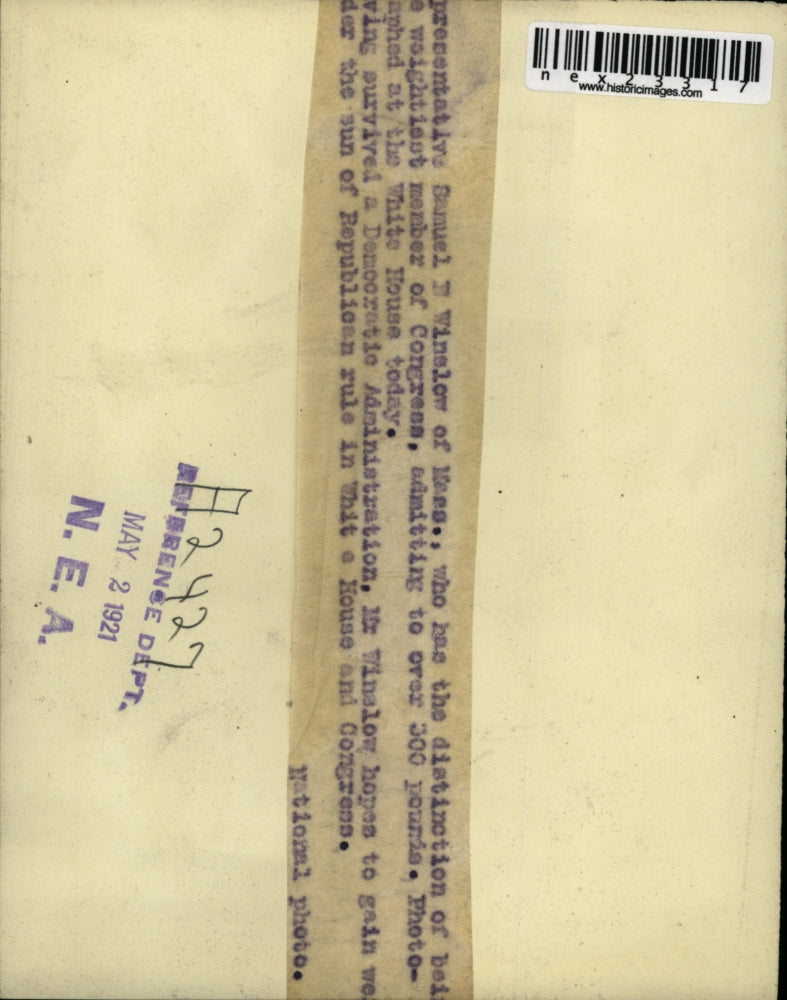 presentative Samuel E Winslow of Mass., who has the distinction of bei
e weightiest member of Congress, admitting to over 300 pounds. Photo-
aphed at the White House today.
ving survived a Democratic Administration, Mr Winslow hopes to gain we
der the sun of Republican rule in Whit e House and Congress.
National photo.
A2427
REFERENCE DEPT.
MAY 2 1921
N. E. A.
nex23317
www.historicimages.com